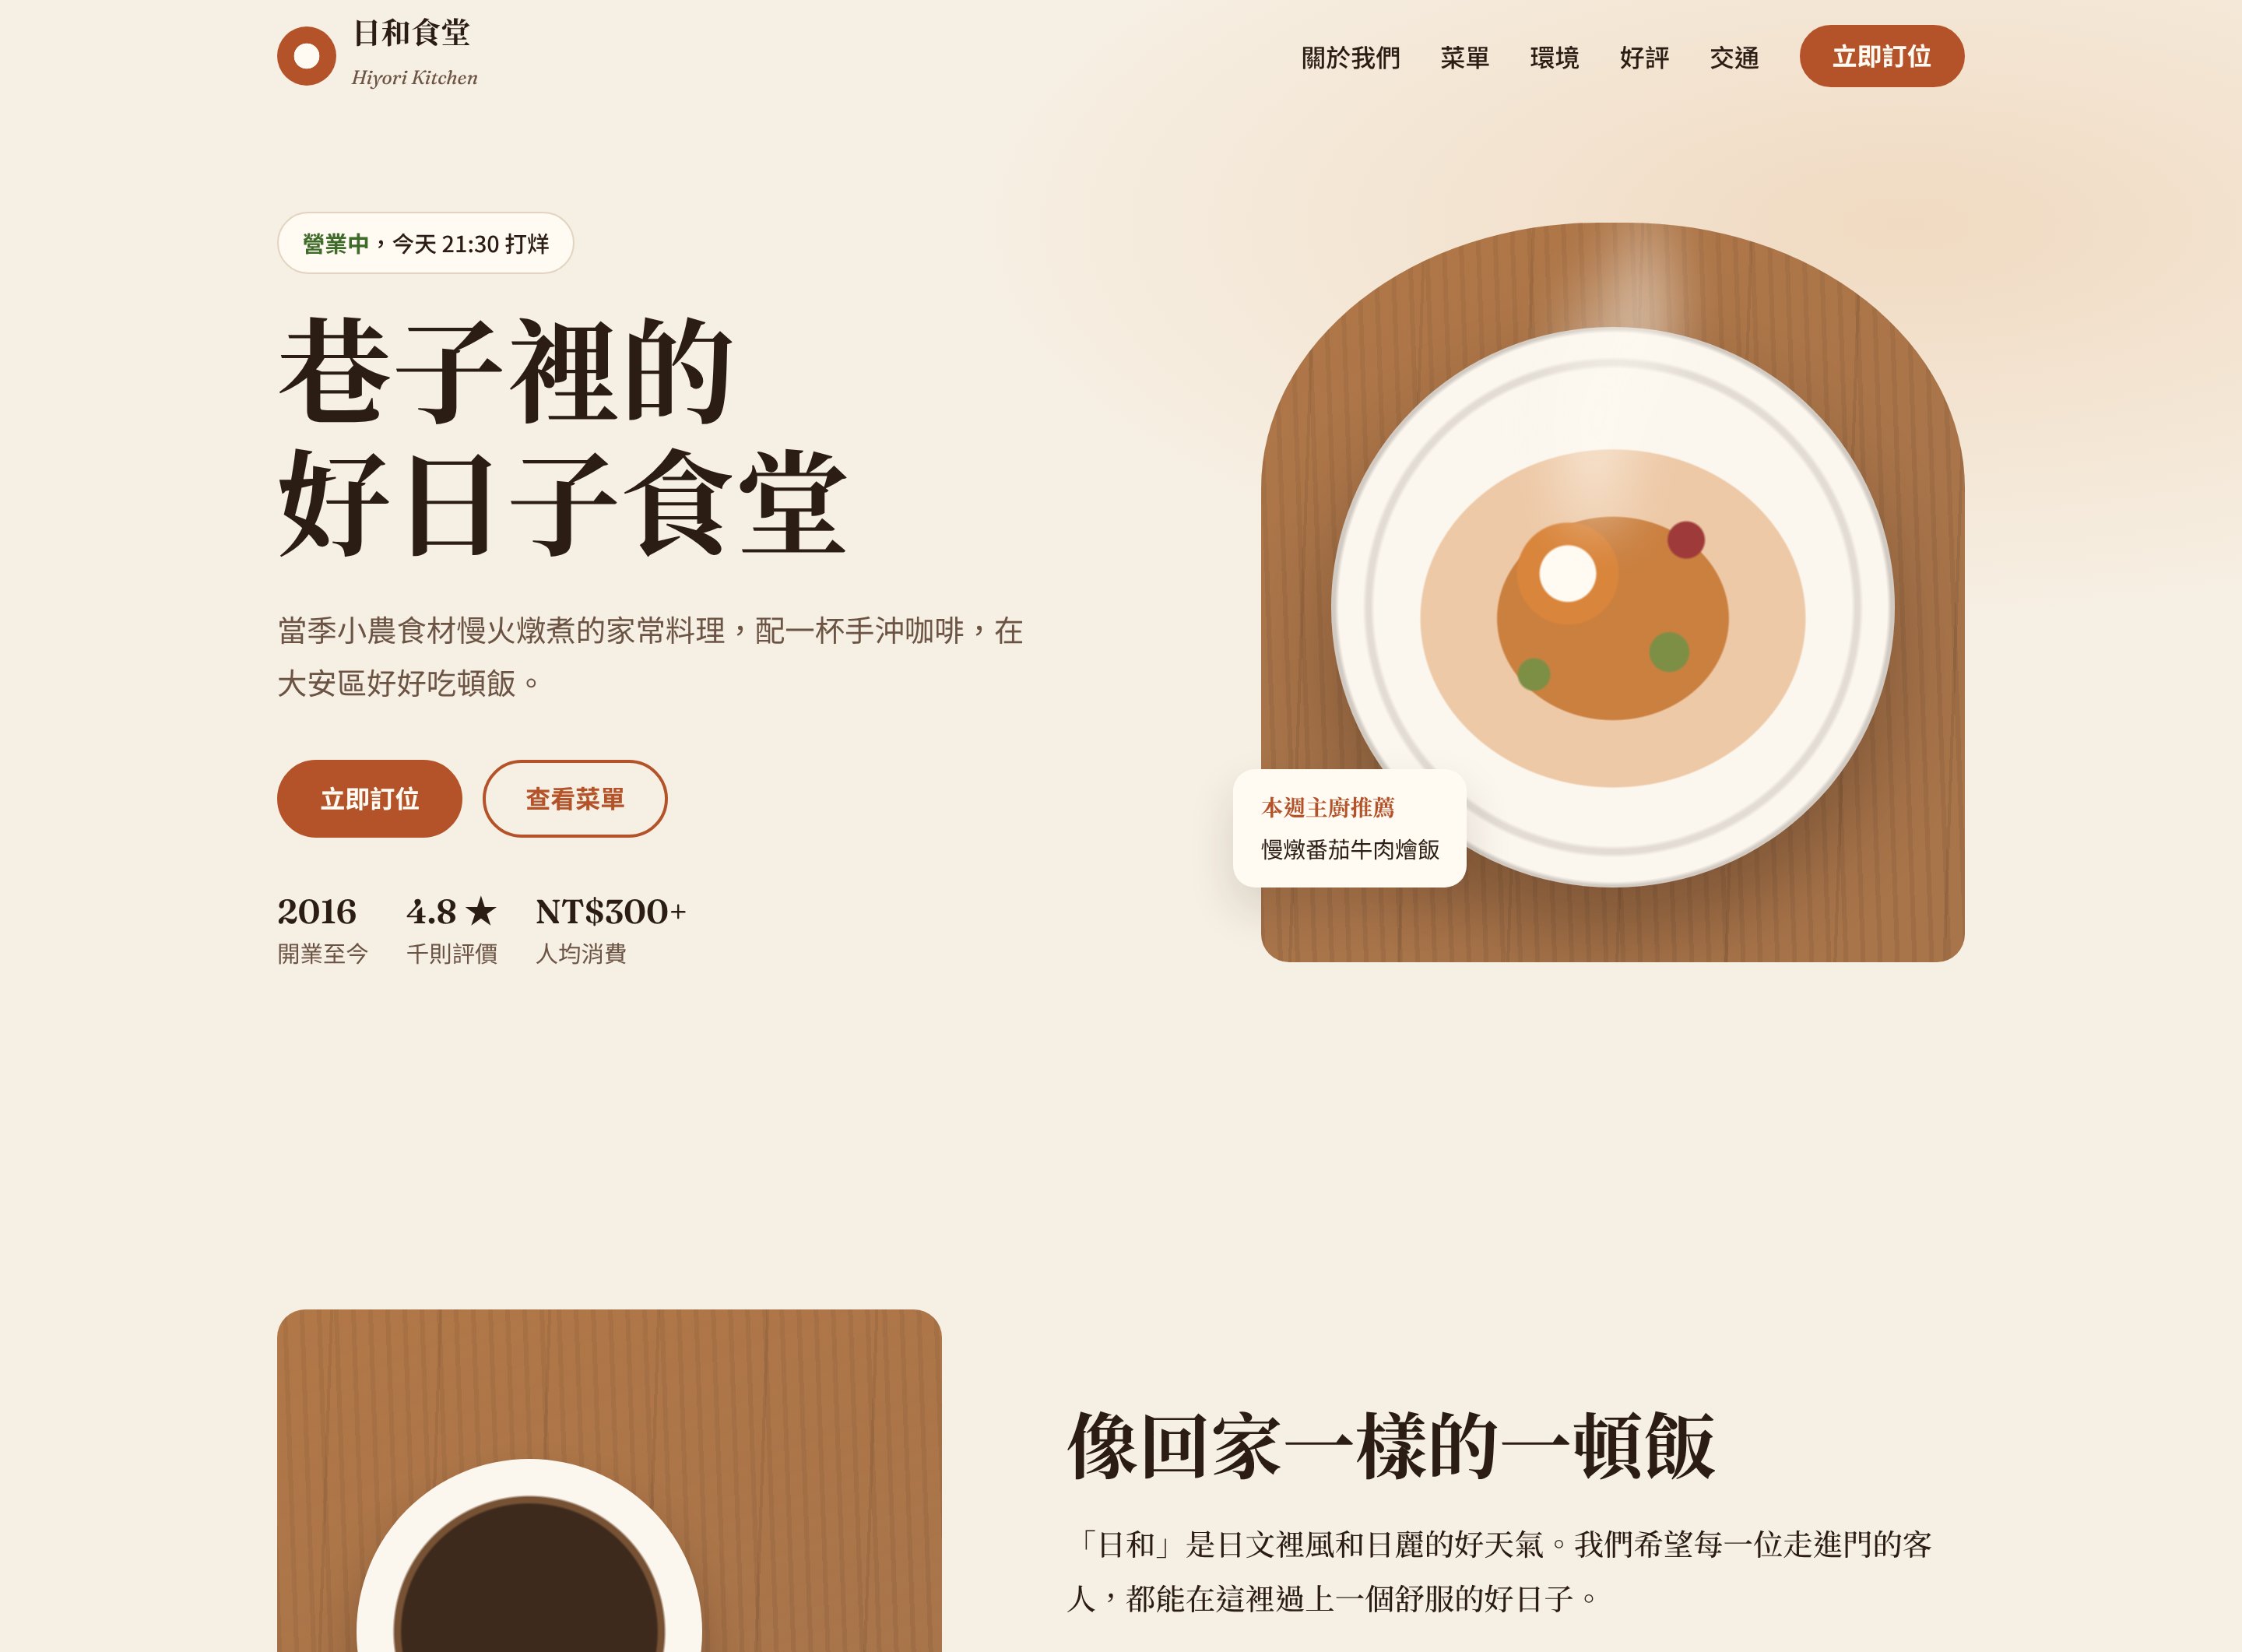 日和食堂
Hiyori Kitchen
關於我們 菜單 環境 好評 交通 立即訂位
營業中，今天 21:30 打烊
巷子裡的
好日子食堂
當季小農食材慢火燉煮的家常料理，配一杯手沖咖啡，在
大安區好好吃頓飯。
立即訂位 查看菜單
2016 4.8 ★ NT$300+
開業至今 千則評價 人均消費
本週主廚推薦
慢燉番茄牛肉燴飯
像回家一樣的一頓飯
「日和」是日文裡風和日麗的好天氣。我們希望每一位走進門的客
人，都能在這裡過上一個舒服的好日子。